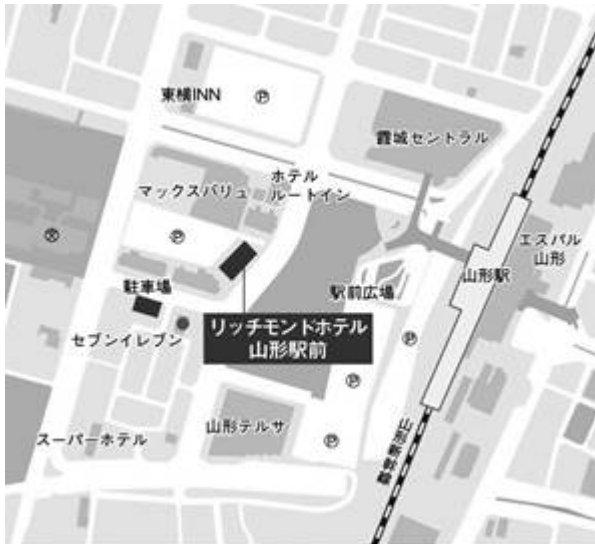 東横INN
Ⓟ
霞城セントラル
ホテル
ルートイン
マックスバリュ
Ⓟ
エスパル
山形
山形駅
駅前広場
駐車場
リッチモンドホテル
山形駅前
セブンイレブン
Ⓟ
Ⓟ
山形テルサ
スーパーホテル
Ⓟ
山形新幹線